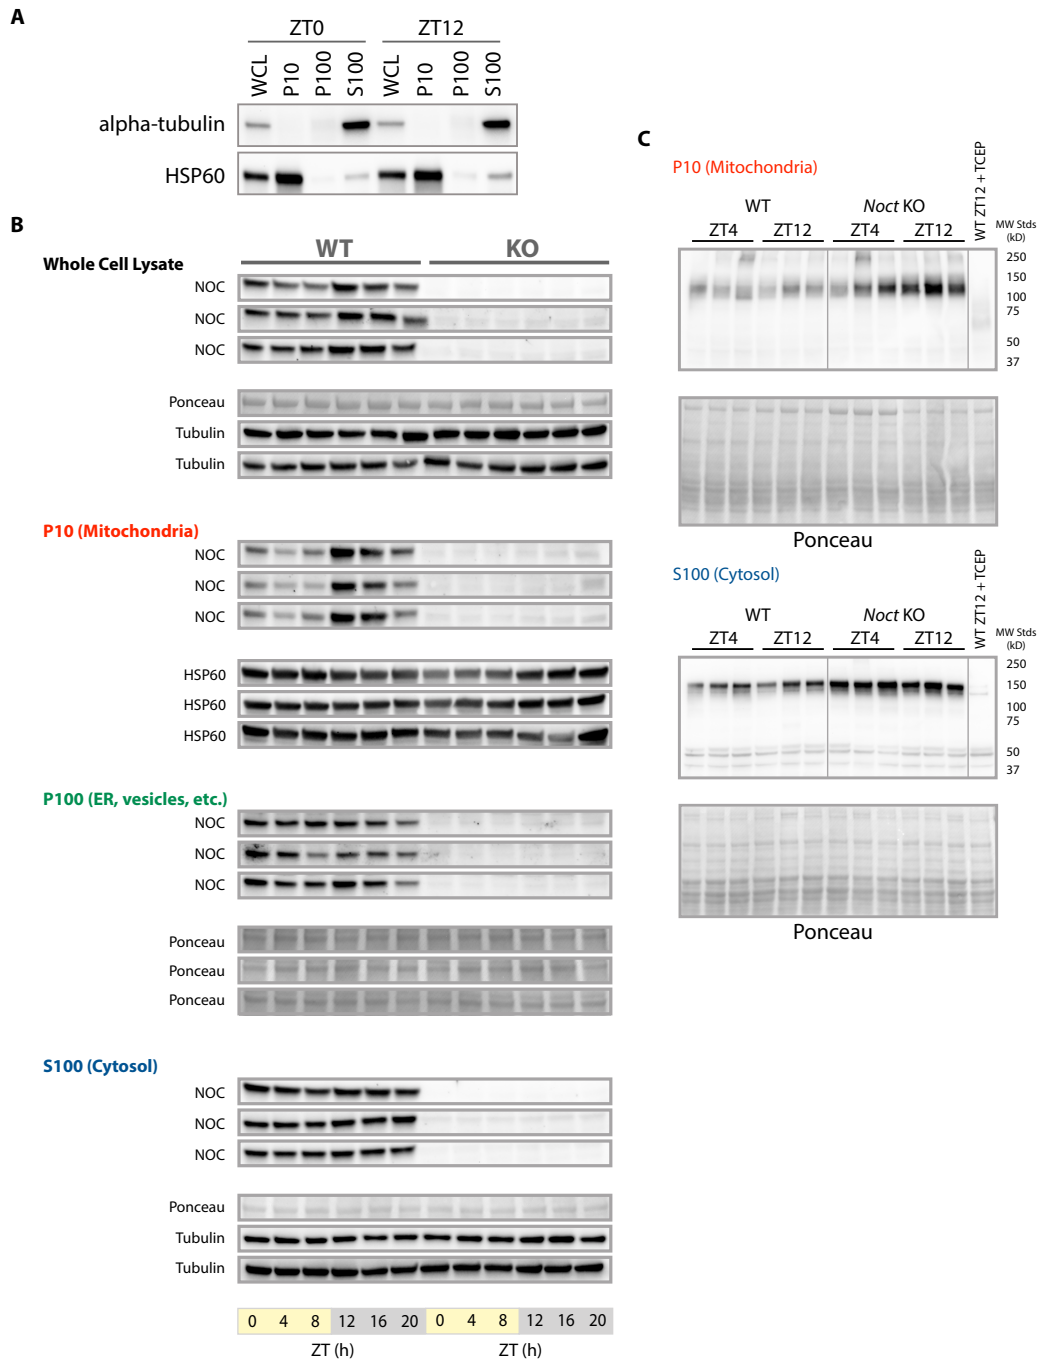 A
ZT0 ZT12
WCL P10 P100 S100 WCL P10 P100 S100
alpha-tubulin
HSP60
B
WT KO
Whole Cell Lysate
NOC
NOC
NOC
Ponceau
Tubulin
Tubulin
P10 (Mitochondria)
NOC
NOC
NOC
HSP60
HSP60
HSP60
P100 (ER, vesicles, etc.)
NOC
NOC
NOC
Ponceau
Ponceau
Ponceau
S100 (Cytosol)
NOC
NOC
NOC
Ponceau
Tubulin
Tubulin
0 4 8 12 16 20 0 4 8 12 16 20
ZT (h) ZT (h)
C
P10 (Mitochondria)
WT Noct KO
ZT4 ZT12 ZT4 ZT12
WT ZT12 + TCEP
MW Stds
(kD)
250
150
100
75
50
37
Ponceau
S100 (Cytosol)
WT Noct KO
ZT4 ZT12 ZT4 ZT12
WT ZT12 + TCEP
MW Stds
(kD)
250
150
100
75
50
37
Ponceau